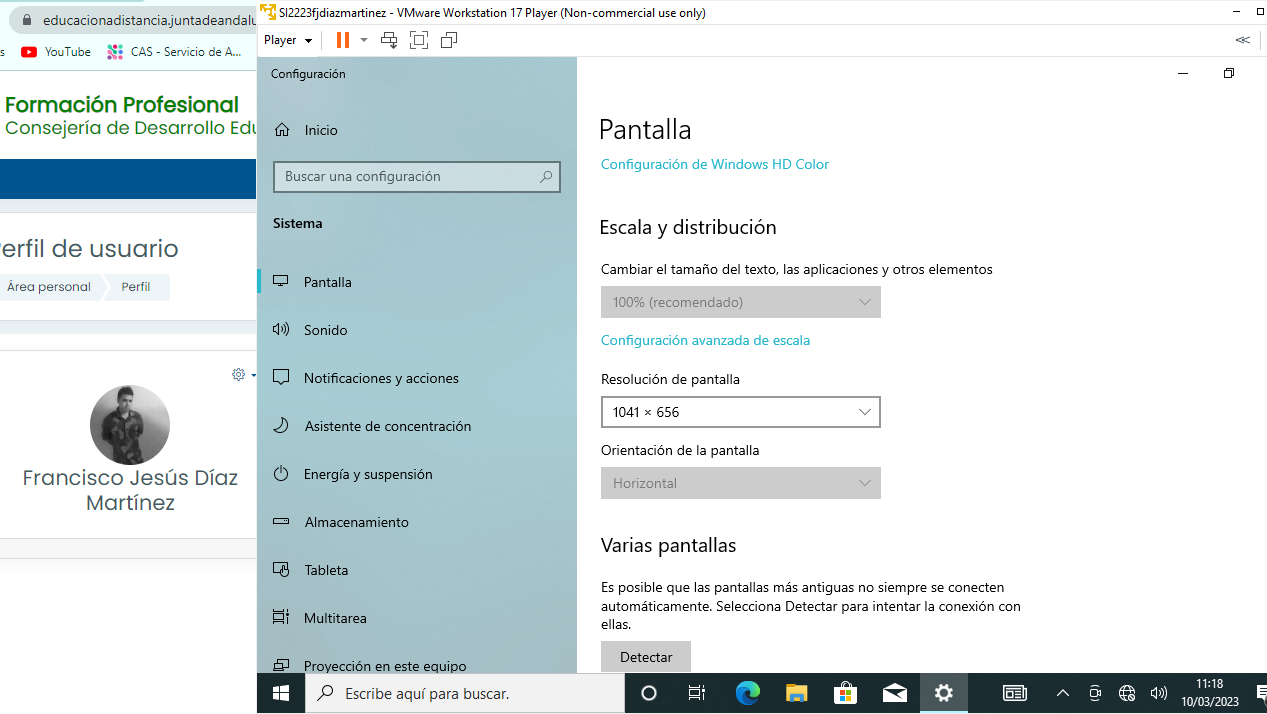 educacionadistancia.juntadeandalu
SI2223fjdiazmartinez - VMware Workstation 17 Player (Non-commercial use only)
s YouTube CAS - Servicio de A...
Player
Formación Profesional
Consejería de Desarrollo Edu
erfil de usuario
Área personal Perfil
Francisco Jesús Díaz
Martínez
Configuración
Inicio
Buscar una configuración
Sistema
Pantalla
Sonido
Notificaciones y acciones
Asistente de concentración
Energía y suspensión
Almacenamiento
Tableta
Multitarea
Proyección en este equipo
Pantalla
Configuración de Windows HD Color
Escala y distribución
Cambiar el tamaño del texto, las aplicaciones y otros elementos
100% (recomendado)
Configuración avanzada de escala
Resolución de pantalla
1041 × 656
Orientación de la pantalla
Horizontal
Varias pantallas
Es posible que las pantallas más antiguas no siempre se conecten
automáticamente. Selecciona Detectar para intentar la conexión con
ellas.
Detectar
Escribe aquí para buscar.
11:18
10/03/2023